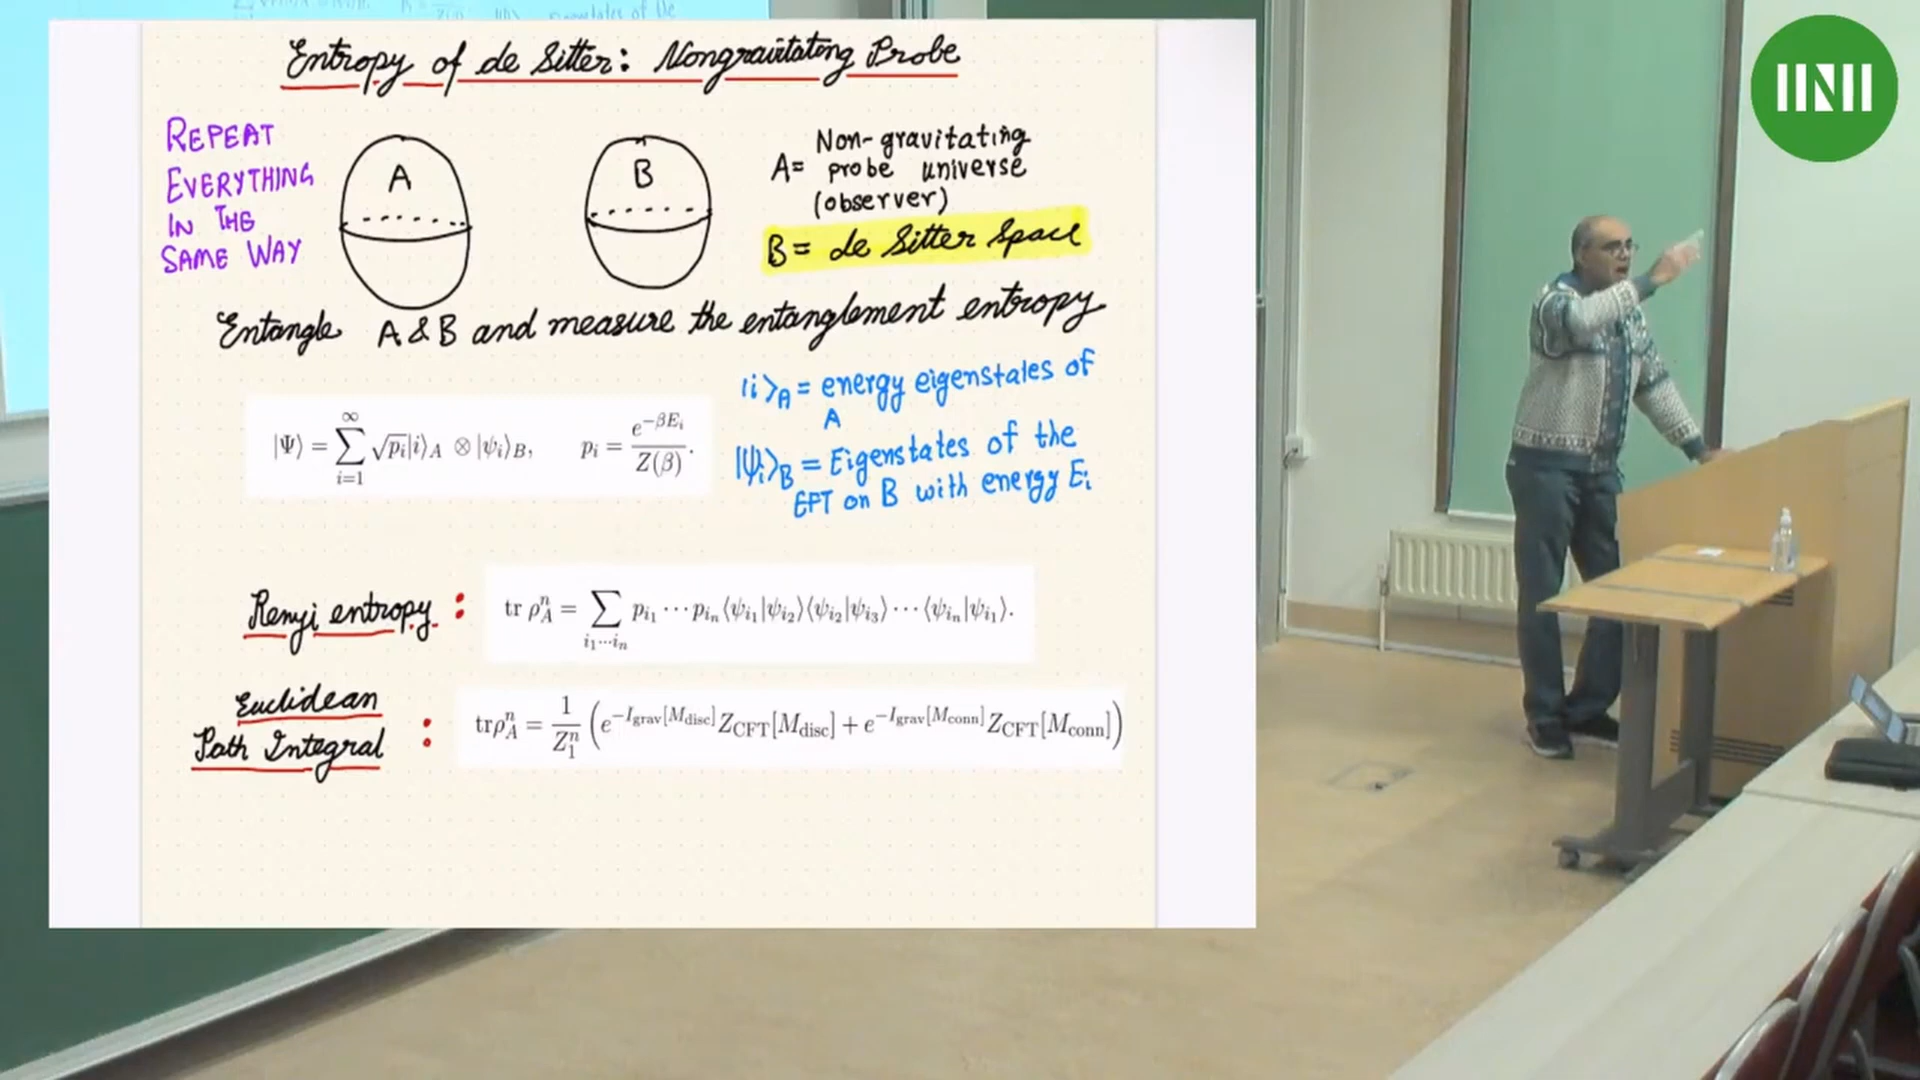 Entropy of de Sitter: Nongravitating Probe
REPEAT
EVERYTHING
IN THE
SAME WAY
A
B
Non-gravitating
A= probe universe
(observer)
B = de Sitter Space
Entangle A & B and measure the entanglement entropy
|i⟩_A = energy eigenstates of
A
|Ψ⟩ = ∑_{i=1}^{∞} √p_i |i⟩_A ⊗ |ψ_i⟩_B, p_i = e^{-βE_i} / Z(β).
|ψ_i⟩_B = Eigenstates of the
EFT on B with energy E_i
Renyi entropy : tr ρ_A^n = ∑_{i_1···i_n} p_{i_1} ··· p_{i_n} ⟨ψ_{i_1}|ψ_{i_2}⟩⟨ψ_{i_2}|ψ_{i_3}⟩ ··· ⟨ψ_{i_n}|ψ_{i_1}⟩.
Euclidean
Path Integral : trρ_A^n = 1/Z_1^n (e^{-I_grav[M_disc]} Z_CFT[M_disc] + e^{-I_grav[M_conn]} Z_CFT[M_conn])